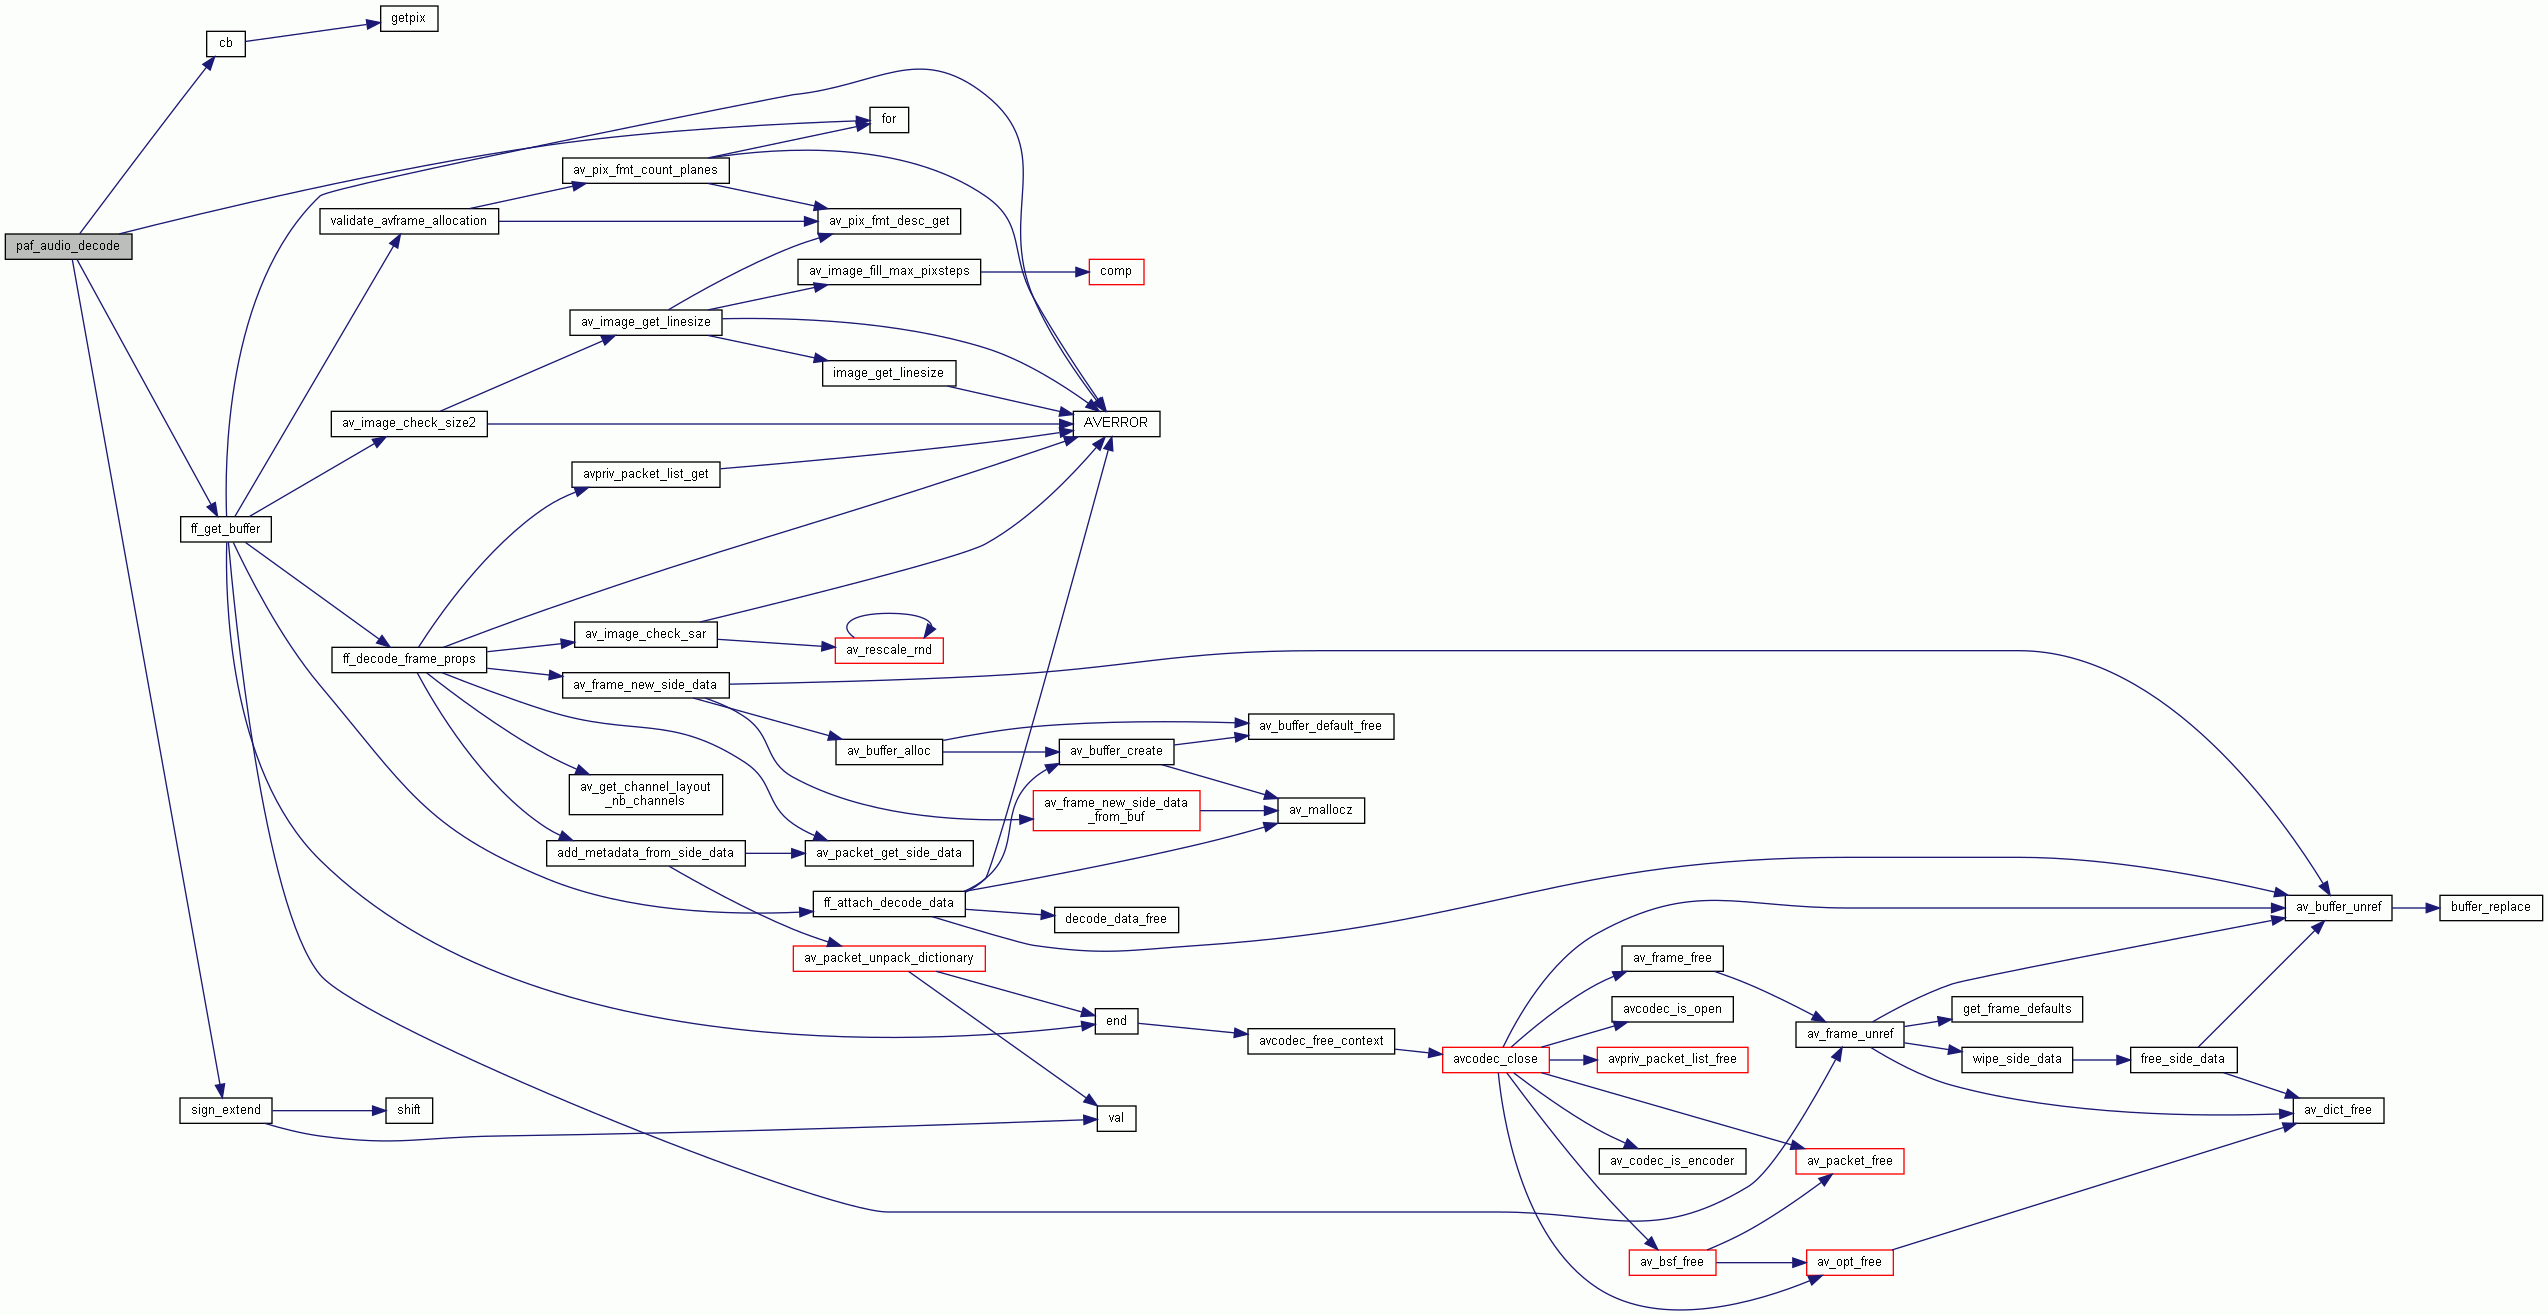 getpix
cb
for
av_pix_fmt_count_planes
validate_avframe_allocation
av_pix_fmt_desc_get
paf_audio_decode
av_image_fill_max_pixsteps
comp
av_image_get_linesize
image_get_linesize
av_image_check_size2
AVERROR
avpriv_packet_list_get
ff_get_buffer
av_image_check_sar
av_rescale_rnd
ff_decode_frame_props
av_frame_new_side_data
av_buffer_default_free
av_buffer_alloc
av_buffer_create
av_get_channel_layout
_nb_channels
av_frame_new_side_data
_from_buf
av_mallocz
add_metadata_from_side_data
av_packet_get_side_data
ff_attach_decode_data
decode_data_free
av_buffer_unref
buffer_replace
av_packet_unpack_dictionary
av_frame_free
avcodec_is_open
get_frame_defaults
end
avcodec_free_context
av_frame_unref
avcodec_close
avpriv_packet_list_free
wipe_side_data
free_side_data
sign_extend
shift
val
av_dict_free
av_codec_is_encoder
av_packet_free
av_bsf_free
av_opt_free